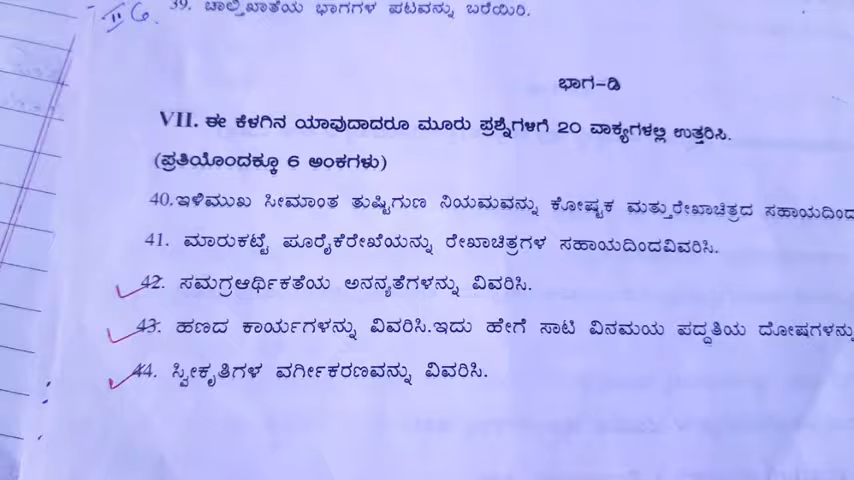 39. ಚಾಲ್ತಿಖಾತೆಯ ಭಾಗಗಳ ಪಟವನ್ನು ಬರೆಯಿರಿ.
ಭಾಗ-ಡಿ
VII. ಈ ಕೆಳಗಿನ ಯಾವುದಾದರೂ ಮೂರು ಪ್ರಶ್ನೆಗಳಿಗೆ 20 ವಾಕ್ಯಗಳಲ್ಲಿ ಉತ್ತರಿಸಿ.
(ಪ್ರತಿಯೊಂದಕ್ಕೂ 6 ಅಂಕಗಳು)
40.ಇಳಿಮುಖ ಸೀಮಾಂತ ತುಷ್ಟಿಗುಣ ನಿಯಮವನ್ನು ಕೋಷ್ಟಕ ಮತ್ತುರೇಖಾಚಿತ್ರದ ಸಹಾಯದಿಂದ
41. ಮಾರುಕಟ್ಟೆ ಪೂರೈಕೆರೇಖೆಯನ್ನು ರೇಖಾಚಿತ್ರಗಳ ಸಹಾಯದಿಂದವಿವರಿಸಿ.
42. ಸಮಗ್ರಆರ್ಥಿಕತೆಯ ಅನನ್ಯತೆಗಳನ್ನು ವಿವರಿಸಿ.
43. ಹಣದ ಕಾರ್ಯಗಳನ್ನು ವಿವರಿಸಿ.ಇದು ಹೇಗೆ ಸಾಟಿ ವಿನಮಯ ಪದ್ಧತಿಯ ದೋಷಗಳನ್ನು
44. ಸ್ವೀಕೃತಿಗಳ ವರ್ಗೀಕರಣವನ್ನು ವಿವರಿಸಿ.